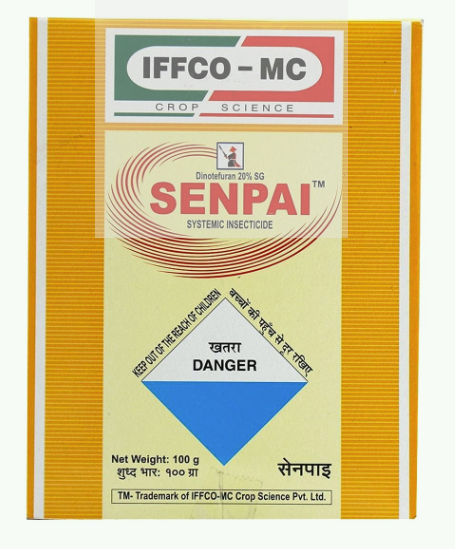 IFFCO - MC
CROP SCIENCE
Dinotefuran 20% SG
SENPAI™
SYSTEMIC INSECTICIDE
KEEP OUT OF THE REACH OF CHILDREN
बच्चों की पहुँच से दूर रखिए
खतरा
DANGER
Net Weight: 100 g
शुध्द भार: १०० ग्रा
सेनपाइ
TM- Trademark of IFFCO-MC Crop Science Pvt. Ltd.